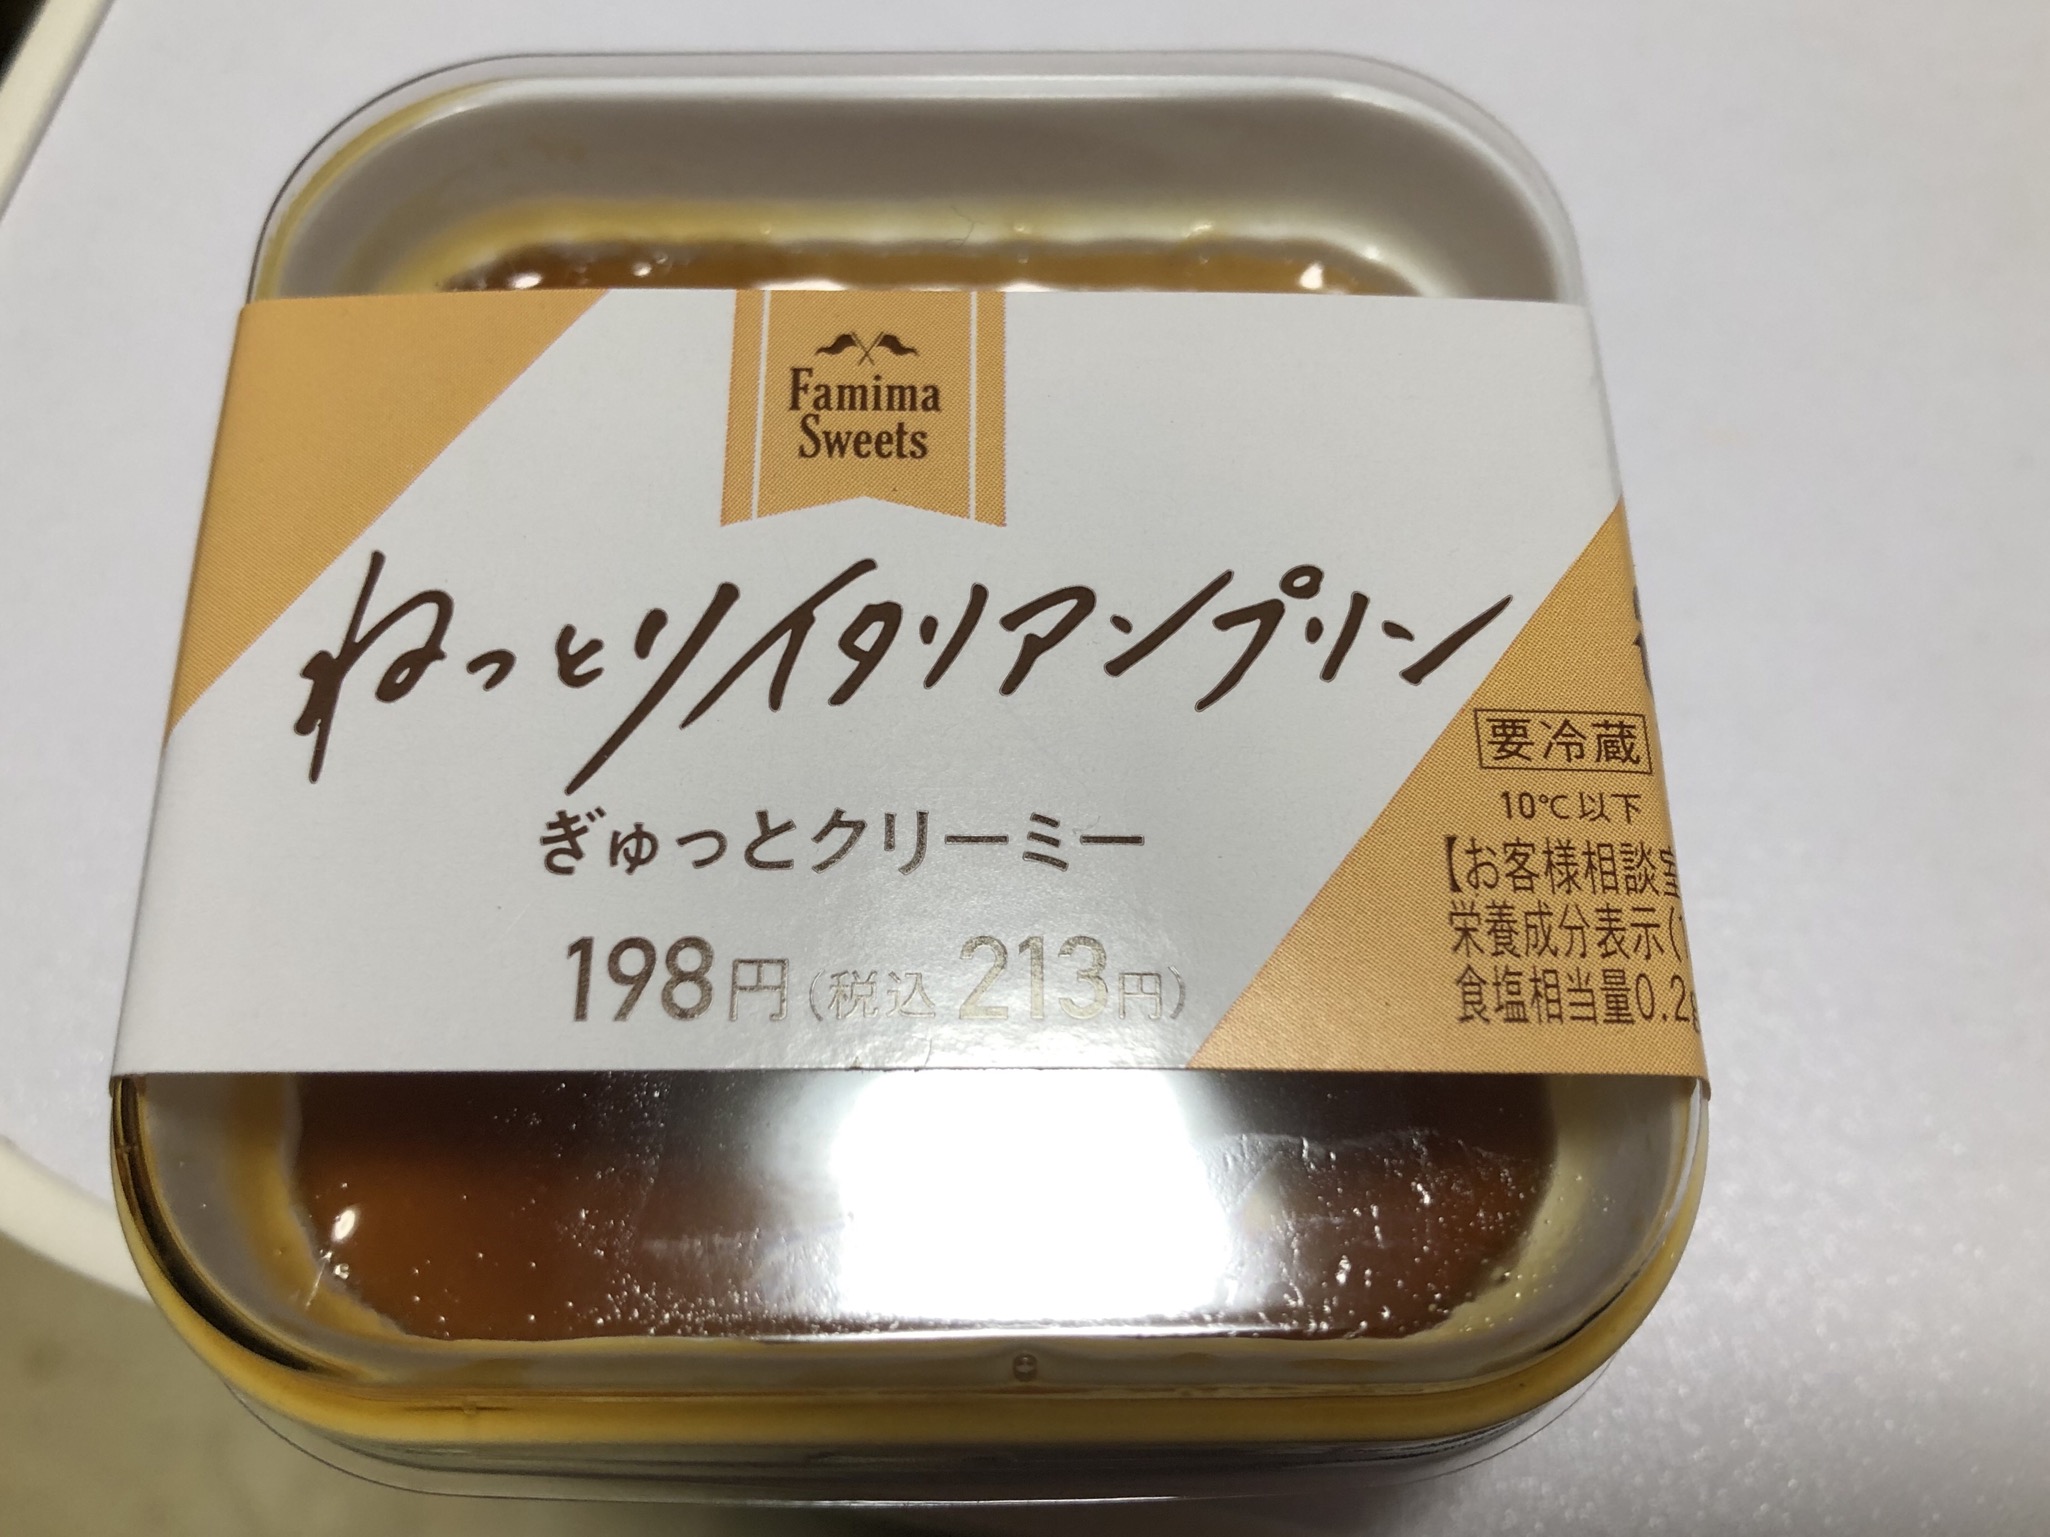 Famima
Sweets
ねっとりイタリアンプリン
ぎゅっとクリーミー
198円(税込 213円)
要冷蔵
10℃以下
【お客様相談室
栄養成分表示(
食塩相当量0.2g